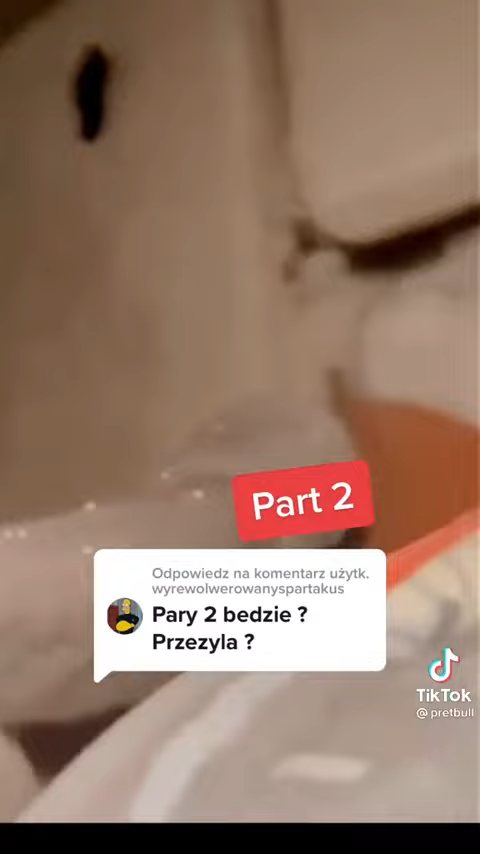 Part 2
Odpowiedz na komentarz użytk.
wyrewolwerowanyspartakus
Pary 2 bedzie ?
Przezyla ?
TikTok
@pretbull